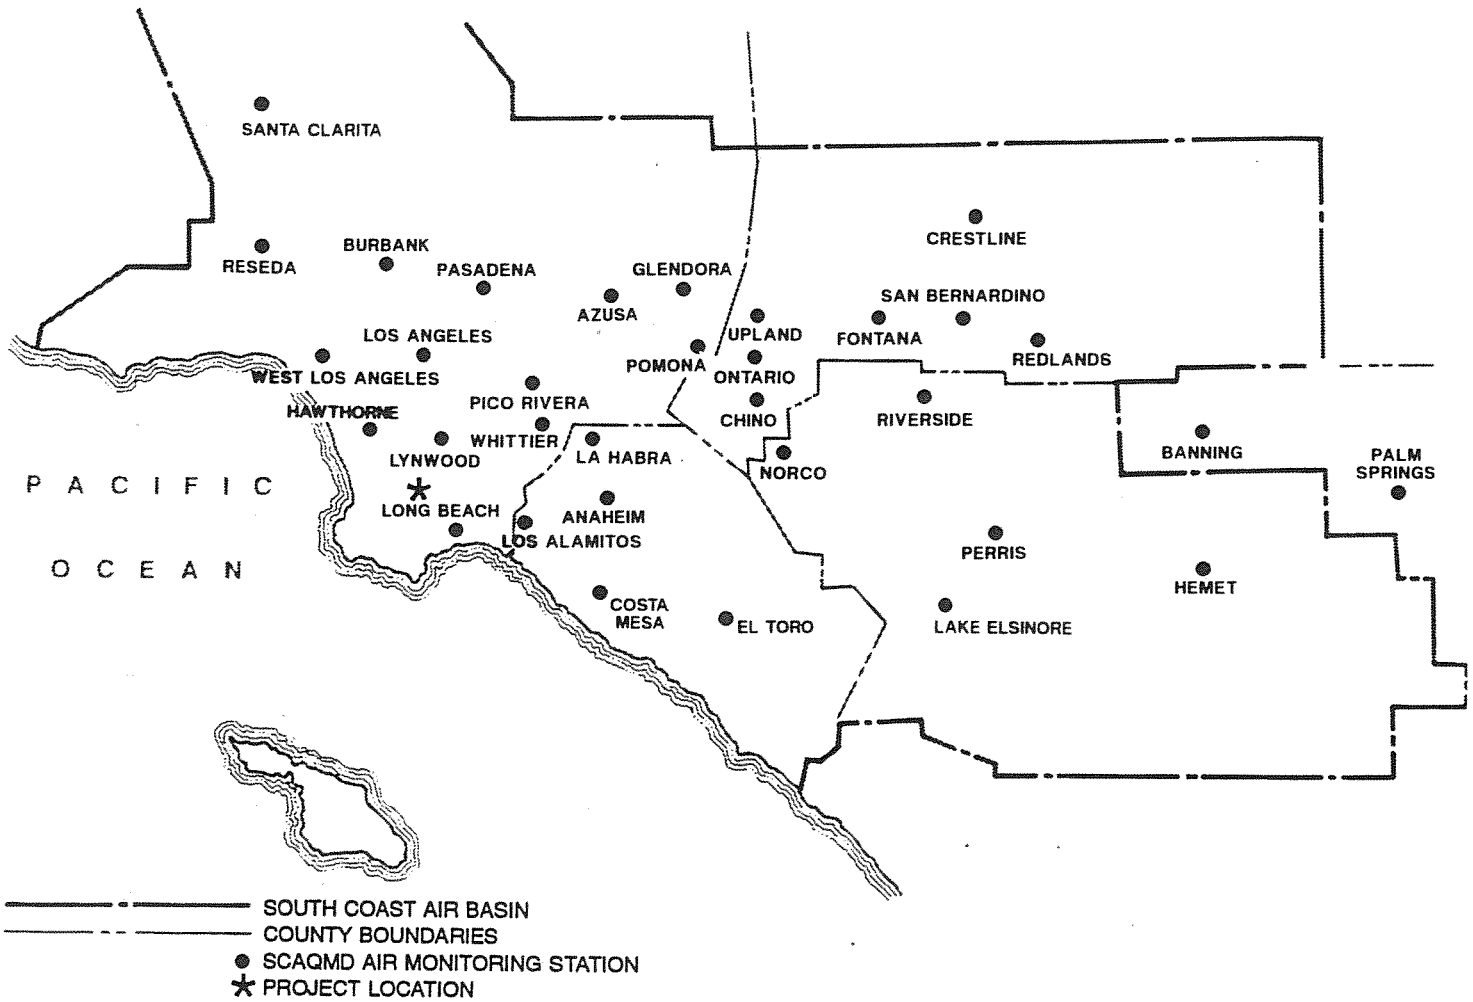 SANTA CLARITA
CRESTLINE
BURBANK
RESEDA
PASADENA
GLENDORA
AZUSA
SAN BERNARDINO
UPLAND
FONTANA
LOS ANGELES
REDLANDS
POMONA
ONTARIO
WEST LOS ANGELES
PICO RIVERA
HAWTHORNE
CHINO
RIVERSIDE
WHITTIER
LYNWOOD
LA HABRA
NORCO
BANNING
PALM
SPRINGS
PACIFIC
OCEAN
LONG BEACH
ANAHEIM
LOS ALAMITOS
PERRIS
HEMET
COSTA
MESA
EL TORO
LAKE ELSINORE
SOUTH COAST AIR BASIN
COUNTY BOUNDARIES
SCAQMD AIR MONITORING STATION
PROJECT LOCATION